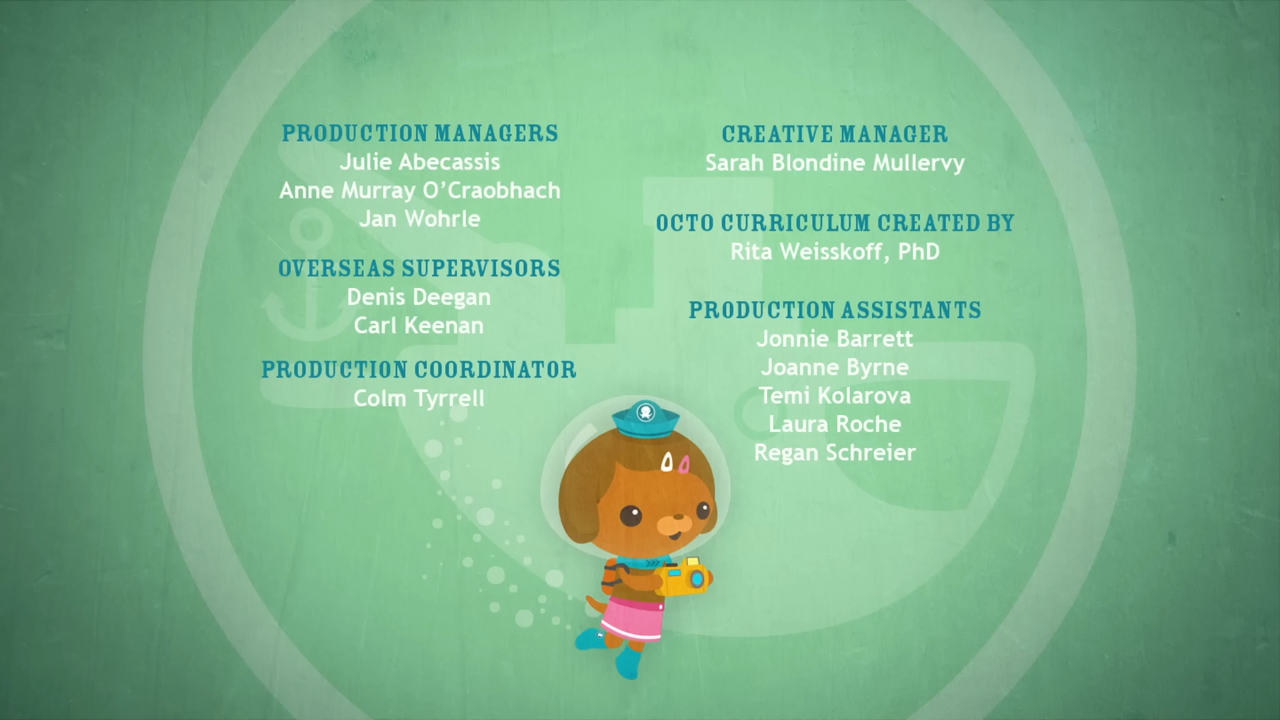 PRODUCTION MANAGERS
Julie Abecassis
Anne Murray O'Craobhach
Jan Wohrle
OVERSEAS SUPERVISORS
Denis Deegan
Carl Keenan
PRODUCTION COORDINATOR
Colm Tyrrell
CREATIVE MANAGER
Sarah Blondine Mullervy
OCTO CURRICULUM CREATED BY
Rita Weisskoff, PhD
PRODUCTION ASSISTANTS
Jonnie Barrett
Joanne Byrne
Temi Kolarova
Laura Roche
Regan Schreier